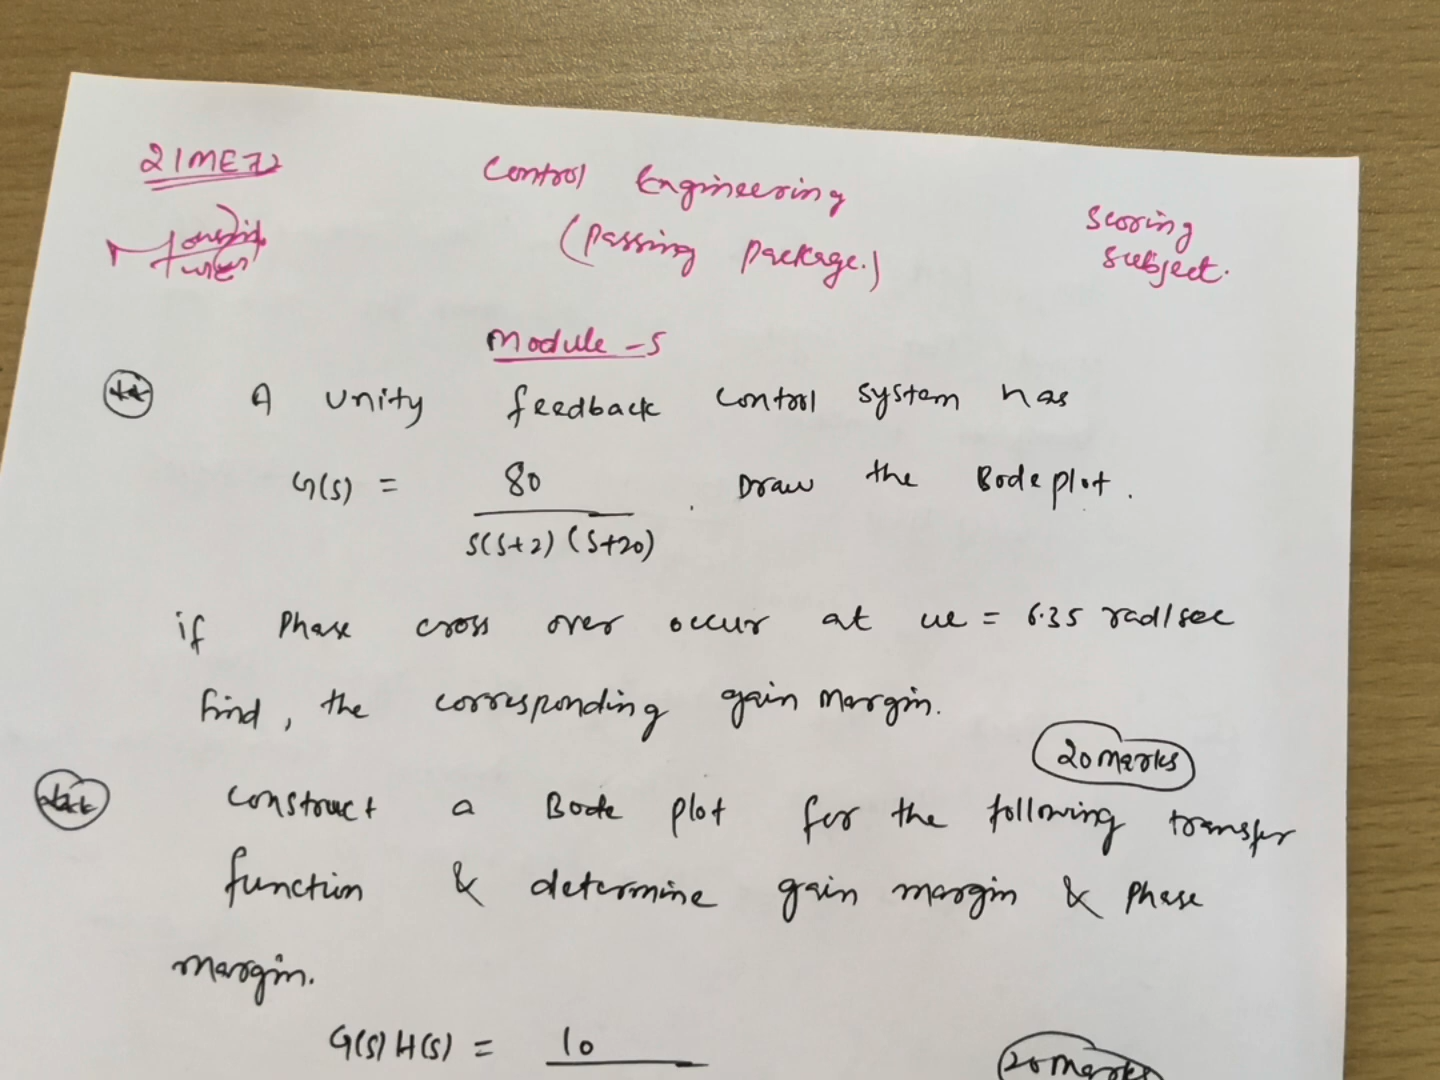 21ME72
Control Engineering
(Passing Package.)
Scoring
subject.
Module -5
A unity feedback control system has
G(s) = 80 / s(s+2) (s+20) . Draw the Bode plot.
if Phase cross over occur at ω = 6.35 rad/sec
find, the corresponding gain margin.
20 marks
construct a Bode plot for the following transfer
function & determine gain margin & phase
margin.
G(s) H(s) = 10
20 marks